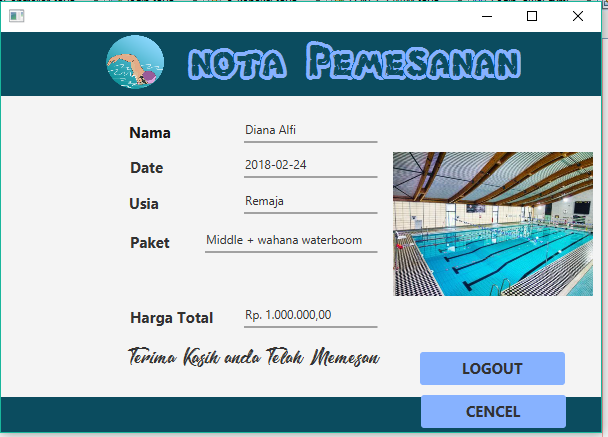 NOTA PEMESANAN
Nama Diana Alfi
Date 2018-02-24
Usia Remaja
Paket Middle + wahana waterboom
Harga Total Rp. 1.000.000,00
Terima Kasih anda Telah Memesan
LOGOUT
CENCEL